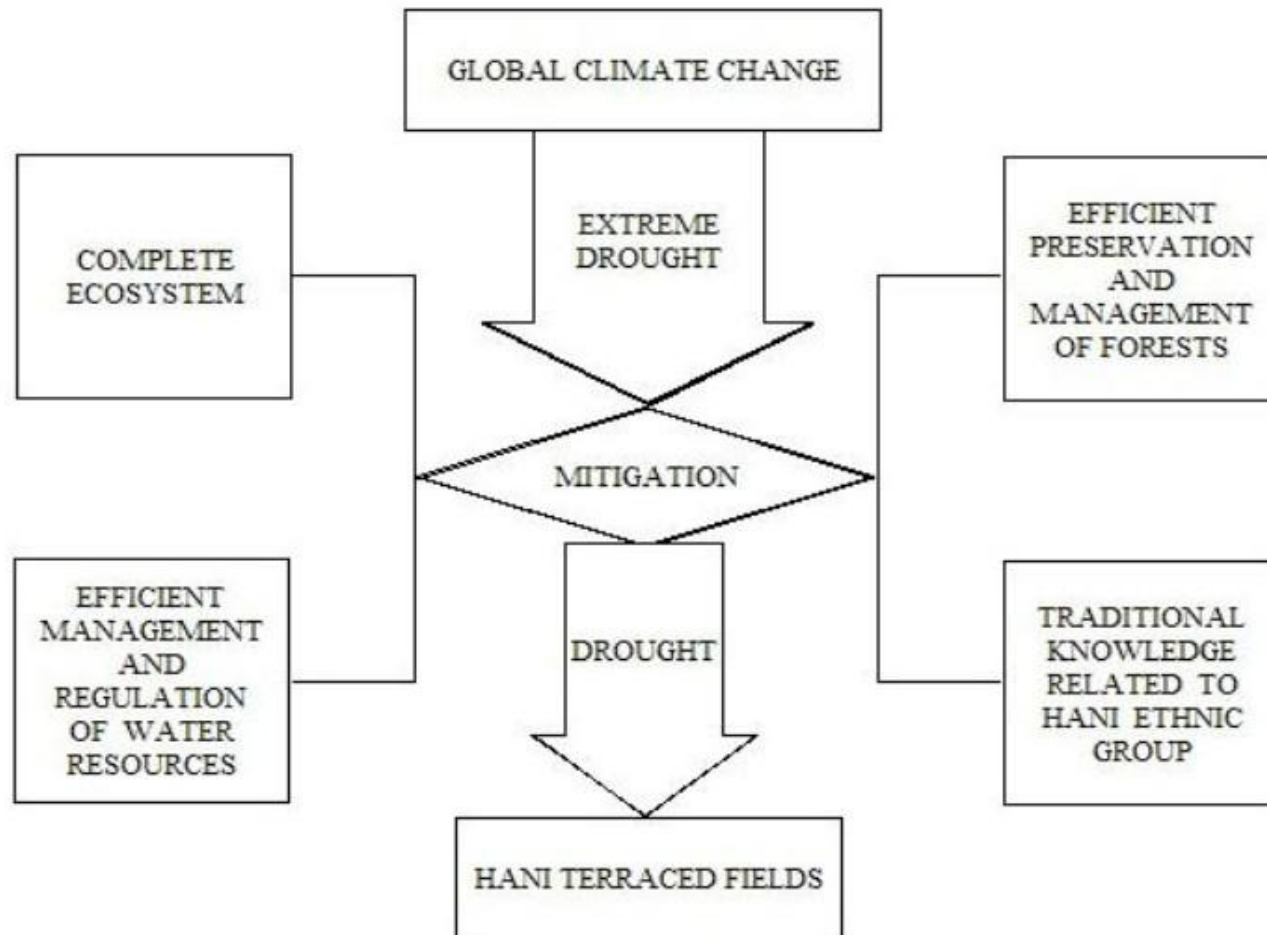 GLOBAL CLIMATE CHANGE
EXTREME
DROUGHT
COMPLETE
ECOSYSTEM
EFFICIENT
PRESERVATION
AND
MANAGEMENT
OF FORESTS
MITIGATION
EFFICIENT
MANAGEMENT
AND
REGULATION
OF WATER
RESOURCES
DROUGHT
TRADITIONAL
KNOWLEDGE
RELATED TO
HANI ETHNIC
GROUP
HANI TERRACED FIELDS